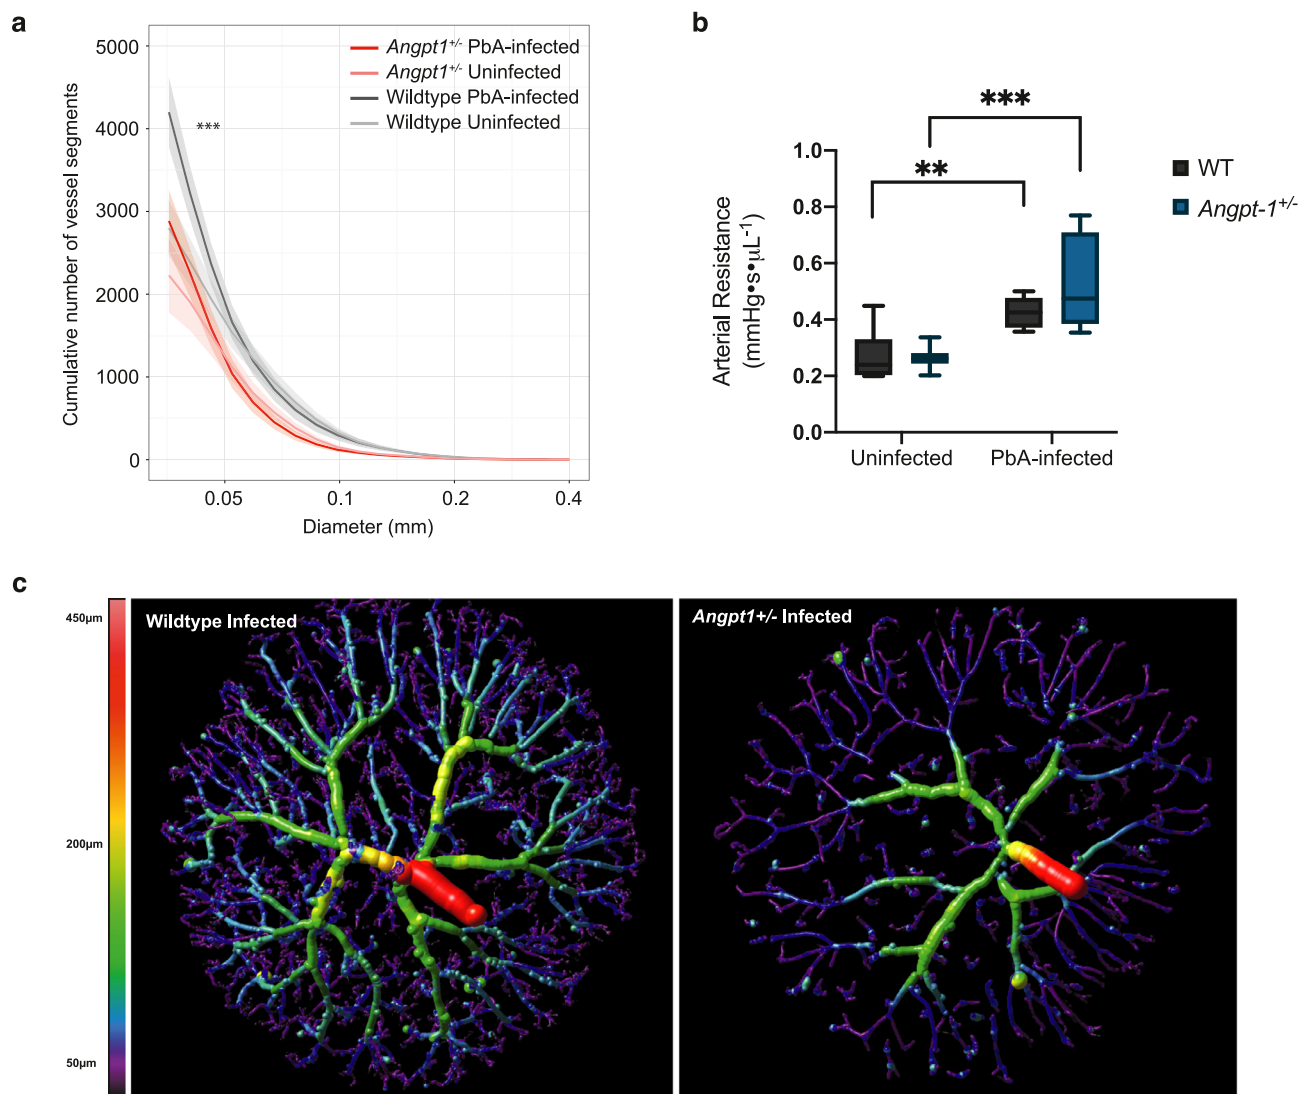 a
5000
4000
3000
2000
1000
0
Cumulative number of vessel segments
***
Angpt1+/- PbA-infected
Angpt1+/- Uninfected
Wildtype PbA-infected
Wildtype Uninfected
0.05
0.1
0.2
0.4
Diameter (mm)
b
***
**
1.0
0.8
0.6
0.4
0.2
0.0
Arterial Resistance
(mmHg•s•μL-1)
Uninfected
PbA-infected
WT
Angpt-1+/-
c
450μm
200μm
50μm
Wildtype Infected
Angpt1+/- Infected